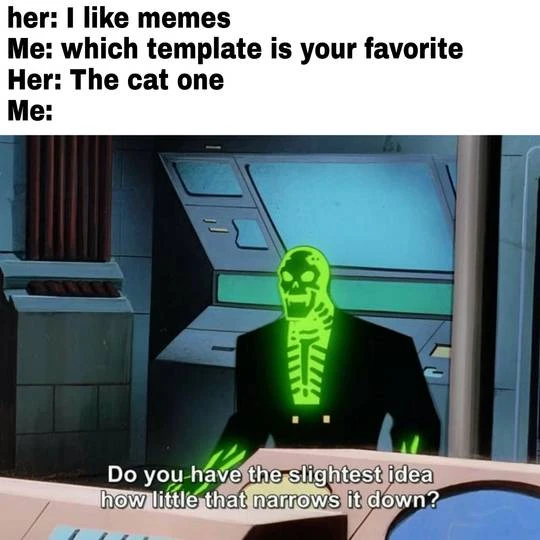 her: I like memes
Me: which template is your favorite
Her: The cat one
Me:
Do you have the slightest idea
how little that narrows it down?